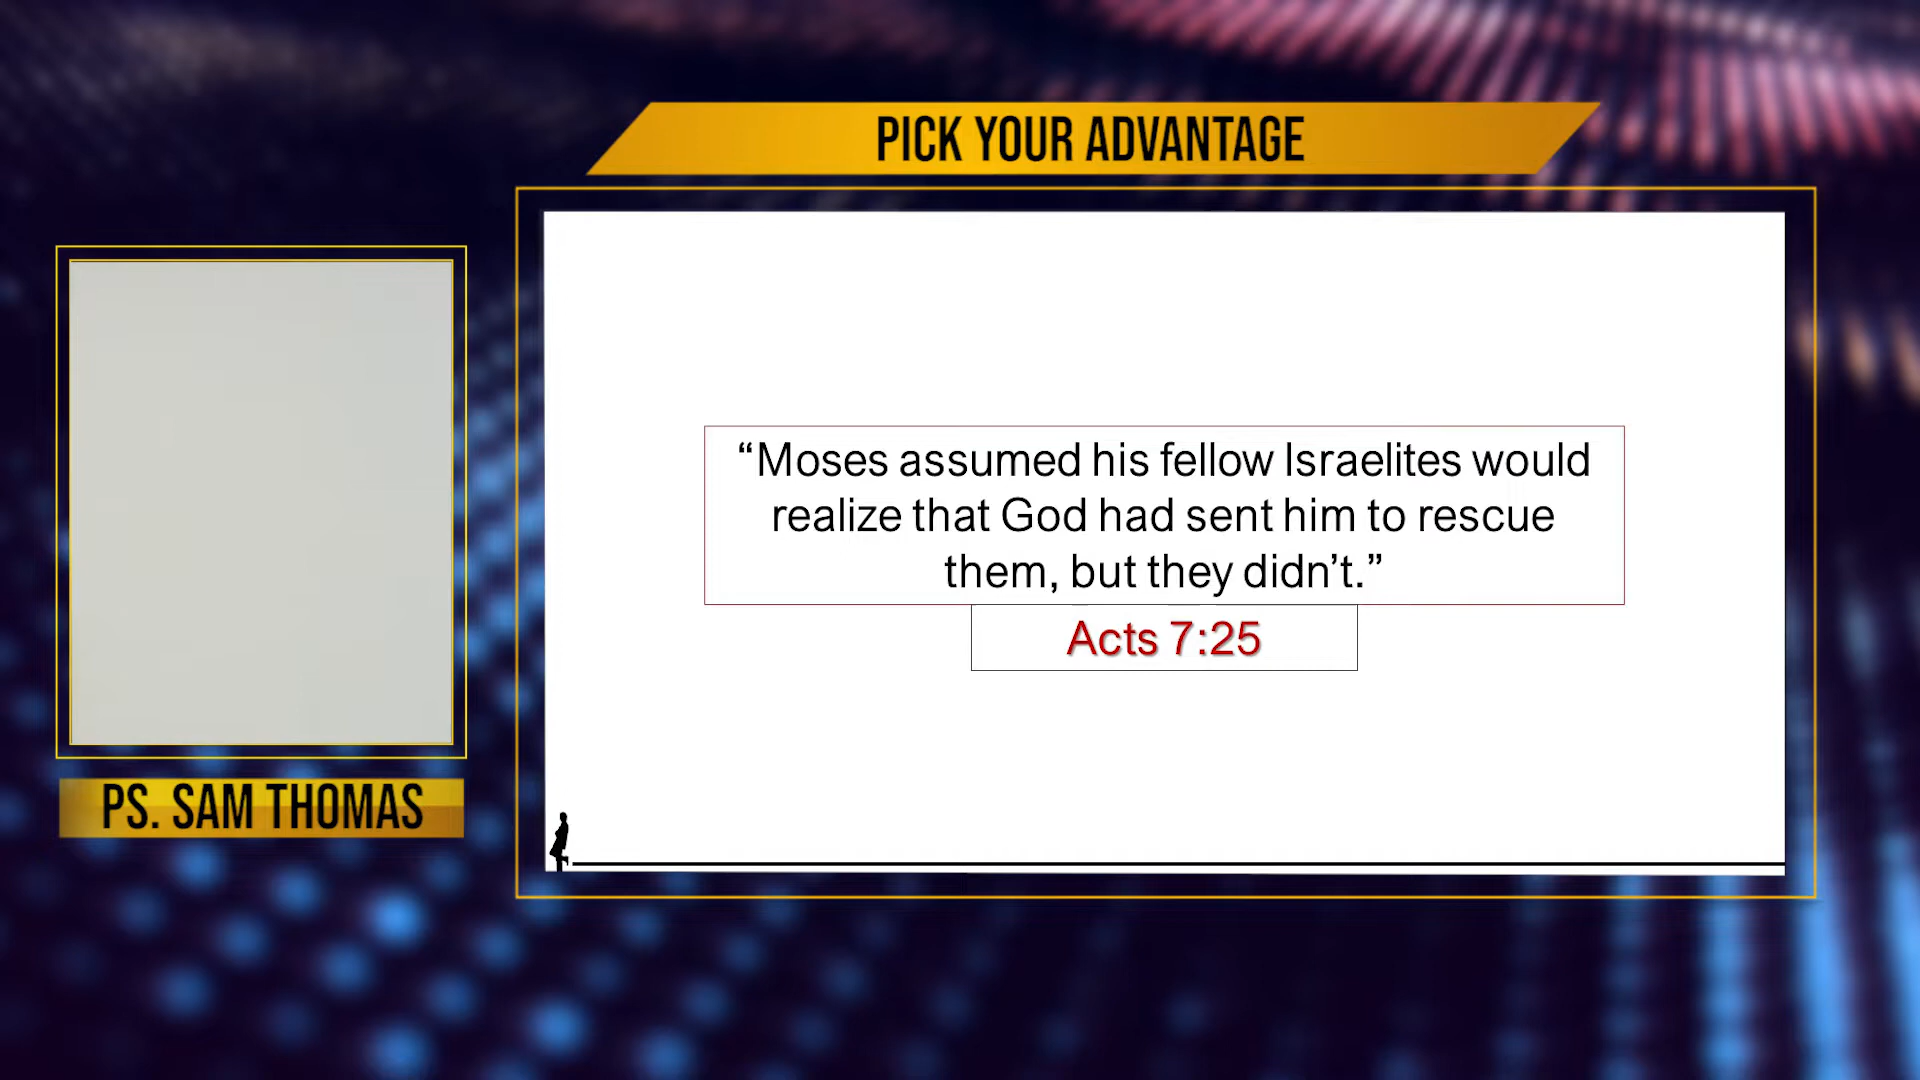 PICK YOUR ADVANTAGE
“Moses assumed his fellow Israelites would
realize that God had sent him to rescue
them, but they didn’t.”
Acts 7:25
PS. SAM THOMAS